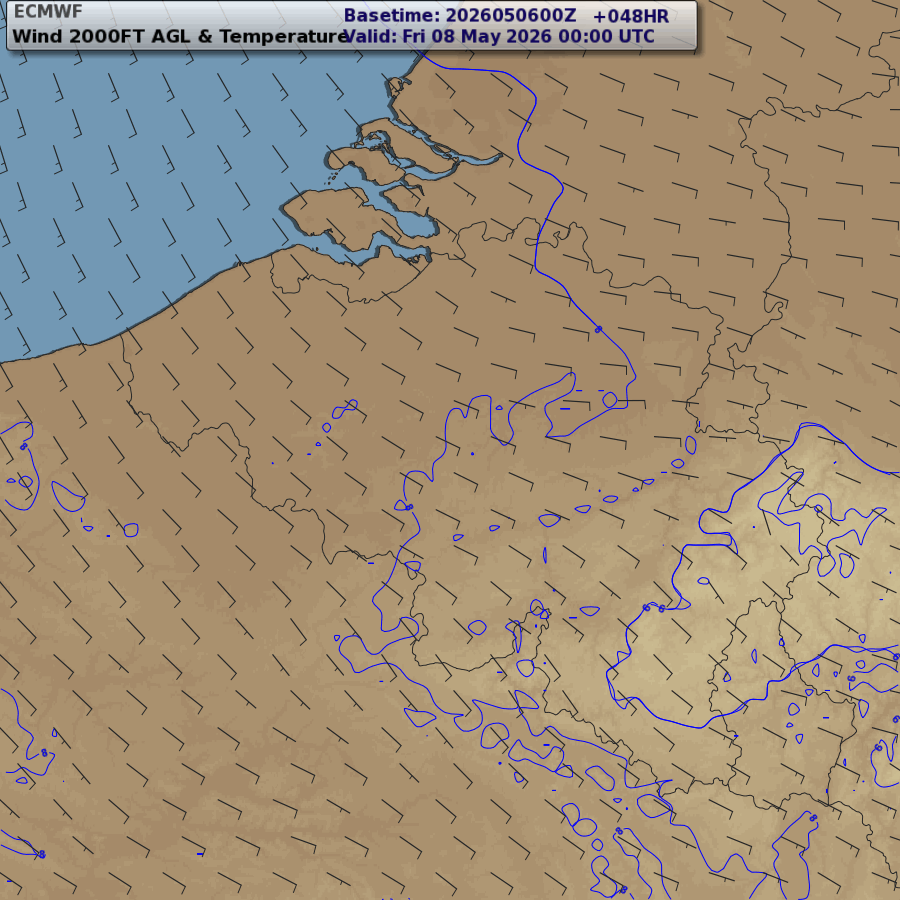 ECMWF
Basetime: 2026050600Z +048HR
Wind 2000FT AGL & Temperature
Valid: Fri 08 May 2026 00:00 UTC